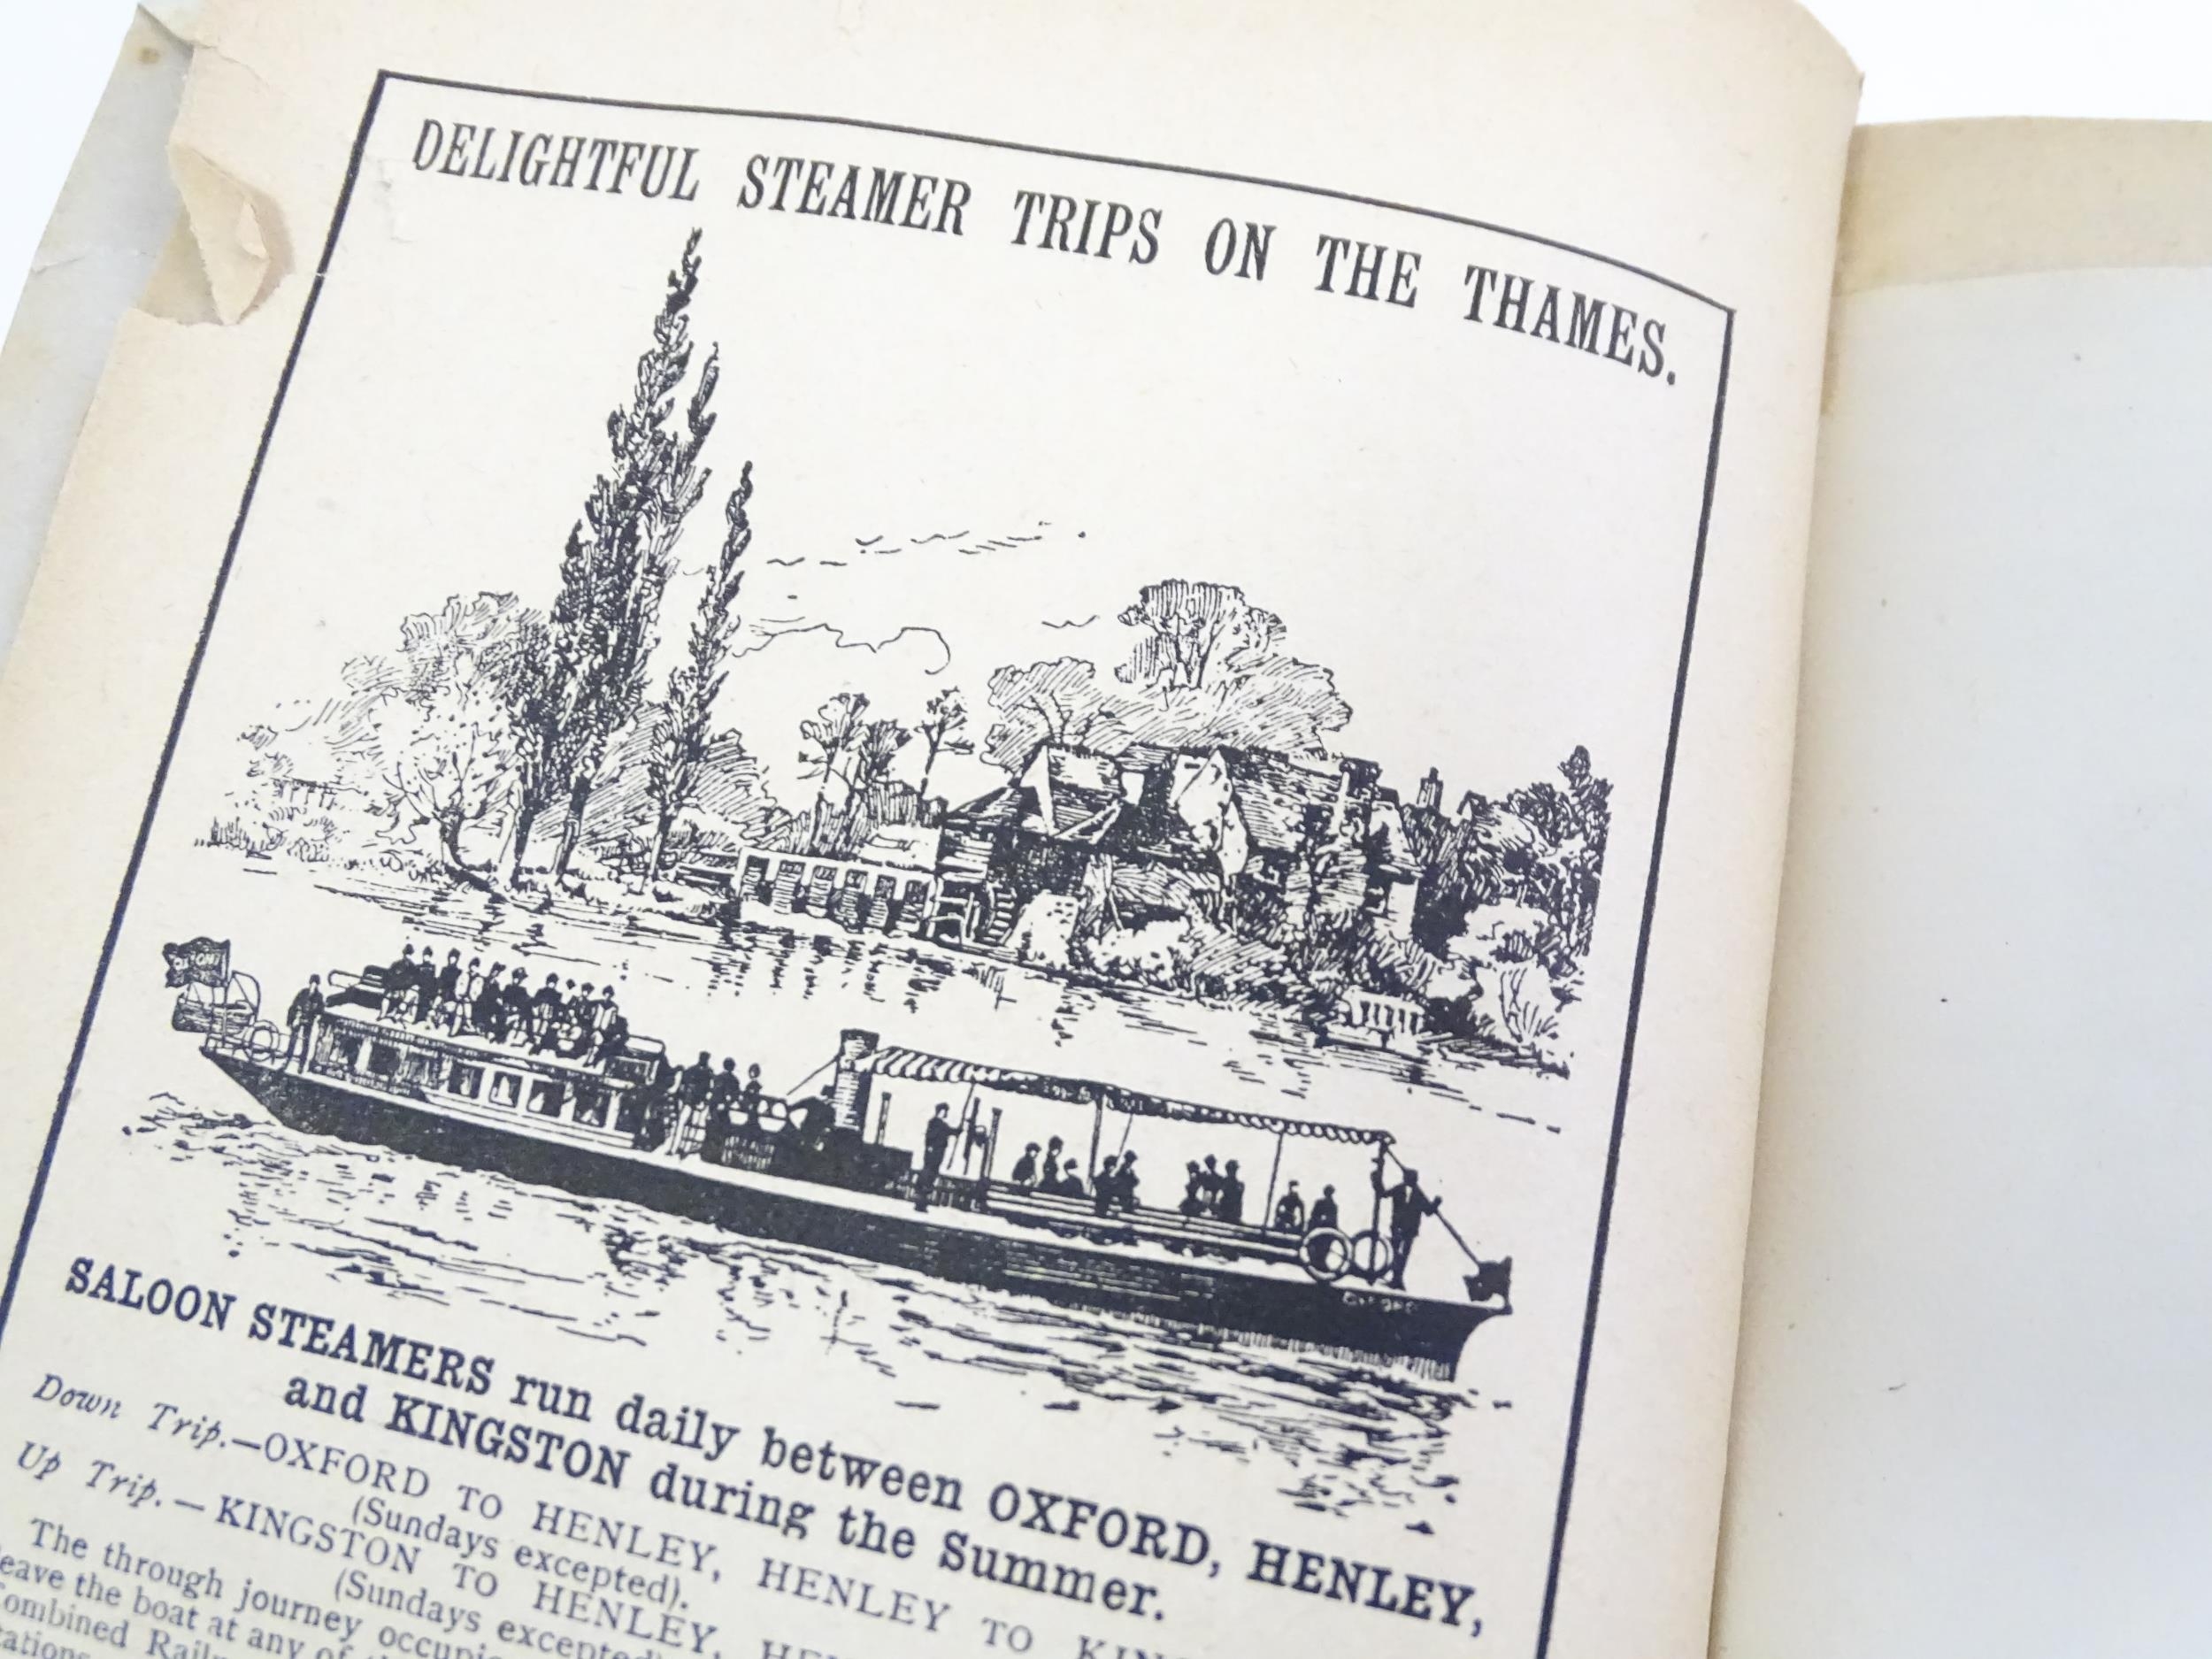 DELIGHTFUL STEAMER TRIPS ON THE THAMES.
SALOON STEAMERS run daily between OXFORD, HENLEY,
and KINGSTON during the Summer.
Down Trip.—OXFORD TO HENLEY, HENLEY TO
(Sundays excepted).
Up Trip.—KINGSTON TO HENLEY,
(Sundays excepted)
The through journey
the boat at any of